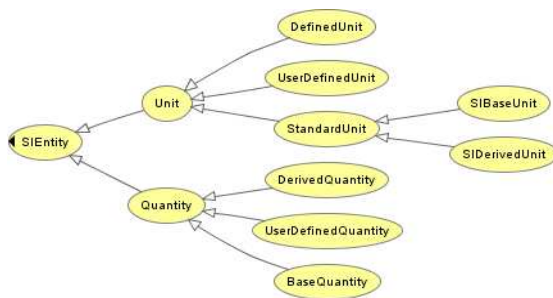 DefinedUnit
UserDefinedUnit
Unit
SIBaseUnit
StandardUnit
SIEntity
SIDerivedUnit
DerivedQuantity
Quantity
UserDefinedQuantity
BaseQuantity